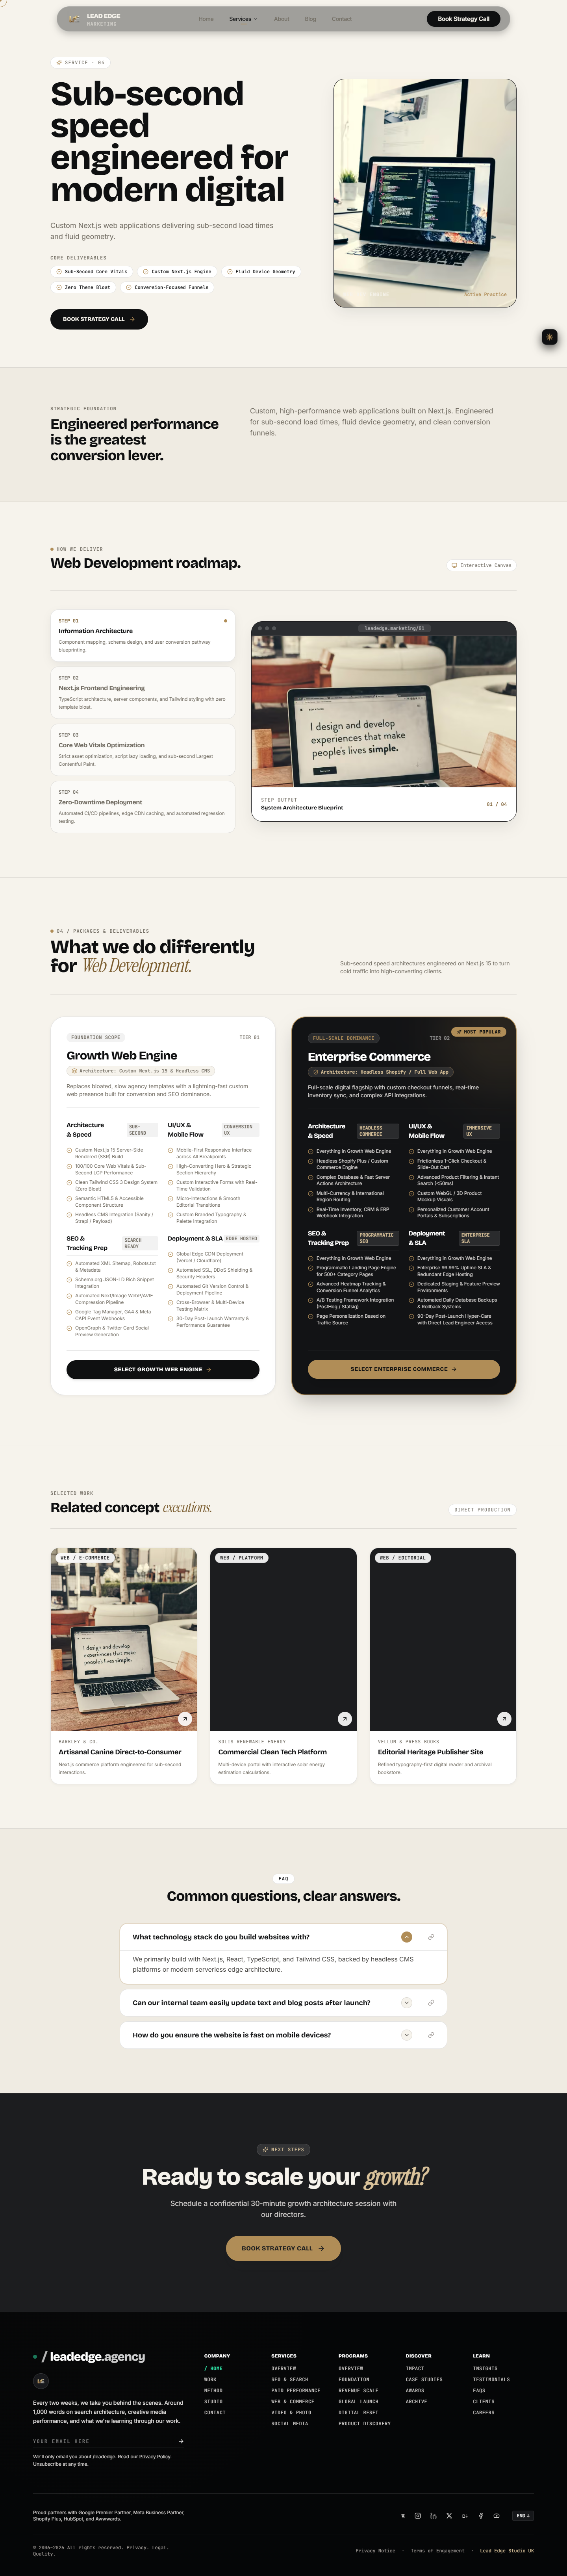 LEAD EDGE
MARKETING
Home
Services
About
Blog
Contact
Book Strategy Call
SERVICE · 04
Sub-second
speed
engineered for
modern digital
Custom Next.js web applications delivering sub-second load times
and fluid geometry.
CORE DELIVERABLES
Sub-Second Core Vitals
Custom Next.js Engine
Fluid Device Geometry
Zero Theme Bloat
Conversion-Focused Funnels
BOOK STRATEGY CALL
Active Practice
STRATEGIC FOUNDATION
Engineered performance
is the greatest
conversion lever.
Custom, high-performance web applications built on Next.js. Engineered
for sub-second load times, fluid device geometry, and clean conversion
funnels.
HOW WE DELIVER
Web Development roadmap.
Interactive Canvas
STEP 01
Information Architecture
Component mapping, schema design, and user conversion pathway
blueprinting.
STEP 02
Next.js Frontend Engineering
TypeScript architecture, server components, and Tailwind styling with zero
template bloat.
STEP 03
Core Web Vitals Optimization
Strict asset optimization, script lazy loading, and sub-second Largest
Contentful Paint.
STEP 04
Zero-Downtime Deployment
Automated CI/CD pipelines, edge CDN caching, and automated regression
testing.
leadedge.marketing/01
I design and develop
experiences that make
people's lives simple.
STEP OUTPUT
System Architecture Blueprint
01 / 04
04 / PACKAGES & DELIVERABLES
What we do differently
for Web Development.
Sub-second speed architectures engineered on Next.js 15 to turn
cold traffic into high-converting clients.
FOUNDATION SCOPE
TIER 01
Growth Web Engine
Architecture: Custom Next.js 15 & Headless CMS
Replaces bloated, slow agency templates with a lightning-fast custom
web presence built for conversion and SEO dominance.
Architecture
& Speed
SUB-
SECOND
Custom Next.js 15 Server-Side
Rendered (SSR) Build
100/100 Core Web Vitals & Sub-
Second LCP Performance
Clean Tailwind CSS 3 Design System
(Zero Bloat)
Semantic HTML5 & Accessible
Component Structure
Headless CMS Integration (Sanity /
Strapi / Payload)
UI/UX &
Mobile Flow
CONVERSION
UX
Mobile-First Responsive Interface
across All Breakpoints
High-Converting Hero & Strategic
Section Hierarchy
Custom Interactive Forms with Real-
Time Validation
Micro-Interactions & Smooth
Editorial Transitions
Custom Branded Typography &
Palette Integration
SEO &
Tracking Prep
SEARCH
READY
Automated XML Sitemap, Robots.txt
& Metadata
Schema.org JSON-LD Rich Snippet
Integration
Automated Next/Image WebP/AVIF
Compression Pipeline
Google Tag Manager, GA4 & Meta
CAPI Event Webhooks
OpenGraph & Twitter Card Social
Preview Generation
Deployment & SLA
EDGE HOSTED
Global Edge CDN Deployment
(Vercel / Cloudflare)
Automated SSL, DDoS Shielding &
Security Headers
Automated Git Version Control &
Deployment Pipeline
Cross-Browser & Multi-Device
Testing Matrix
30-Day Post-Launch Warranty &
Performance Guarantee
SELECT GROWTH WEB ENGINE
MOST POPULAR
FULL-SCALE DOMINANCE
TIER 02
Enterprise Commerce
Architecture: Headless Shopify / Full Web App
Full-scale digital flagship with custom checkout funnels, real-time
inventory sync, and complex API integrations.
Architecture
& Speed
HEADLESS
COMMERCE
Everything in Growth Web Engine
Headless Shopify Plus / Custom
Commerce Engine
Complex Database & Fast Server
Actions Architecture
Multi-Currency & International
Region Routing
Real-Time Inventory, CRM & ERP
Webhook Integration
UI/UX &
Mobile Flow
IMMERSIVE
UX
Everything in Growth Web Engine
Frictionless 1-Click Checkout &
Slide-Out Cart
Advanced Product Filtering & Instant
Search (<50ms)
Custom WebGL / 3D Product
Mockup Visuals
Personalized Customer Account
Portals & Subscriptions
SEO &
Tracking Prep
PROGRAMMATIC
SEO
Everything in Growth Web Engine
Programmatic Landing Page Engine
for 500+ Category Pages
Advanced Heatmap Tracking &
Conversion Funnel Analytics
A/B Testing Framework Integration
(PostHog / Statsig)
Page Personalization Based on
Traffic Source
Deployment
& SLA
ENTERPRISE
SLA
Everything in Growth Web Engine
Enterprise 99.99% Uptime SLA &
Redundant Edge Hosting
Dedicated Staging & Feature Preview
Environments
Automated Daily Database Backups
& Rollback Systems
90-Day Post-Launch Hyper-Care
with Direct Lead Engineer Access
SELECT ENTERPRISE COMMERCE
SELECTED WORK
Related concept executions.
DIRECT PRODUCTION
WEB / E-COMMERCE
I design and develop
experiences that make
people's lives simple.
BARKLEY & CO.
Artisanal Canine Direct-to-Consumer
Next.js commerce platform engineered for sub-second
interactions.
WEB / PLATFORM
SOLIS RENEWABLE ENERGY
Commercial Clean Tech Platform
Multi-device portal with interactive solar energy
estimation calculators.
WEB / EDITORIAL
VELLUM & PRESS BOOKS
Editorial Heritage Publisher Site
Refined typography-first digital reader and archival
bookstore.
FAQ
Common questions, clear answers.
What technology stack do you build websites with?
We primarily build with Next.js, React, TypeScript, and Tailwind CSS, backed by headless CMS
platforms or modern serverless edge architecture.
Can our internal team easily update text and blog posts after launch?
How do you ensure the website is fast on mobile devices?
NEXT STEPS
Ready to scale your growth?
Schedule a confidential 30-minute growth architecture session with
our directors.
BOOK STRATEGY CALL
/ leadedge.agency
Every two weeks, we take you behind the scenes. Around
1,000 words on search architecture, creative media
performance, and what we're learning through our work.
YOUR EMAIL HERE
We'll only email you about /leadedge. Read our Privacy Policy.
Unsubscribe at any time.
COMPANY
/ HOME
WORK
METHOD
STUDIO
CONTACT
SERVICES
OVERVIEW
SEO & SEARCH
PAID PERFORMANCE
WEB & COMMERCE
VIDEO & PHOTO
SOCIAL MEDIA
PROGRAMS
OVERVIEW
FOUNDATION
REVENUE SCALE
GLOBAL LAUNCH
DIGITAL RESET
PRODUCT DISCOVERY
DISCOVER
IMPACT
CASE STUDIES
AWARDS
ARCHIVE
LEARN
INSIGHTS
TESTIMONIALS
FAQS
CLIENTS
CAREERS
Proud partners with Google Premier Partner, Meta Business Partner,
Shopify Plus, HubSpot, and Awwwards.
ENG ↓
© 2006-2026 All rights reserved. Privacy. Legal.
Quality.
Privacy Notice · Terms of Engagement · Lead Edge Studio UK